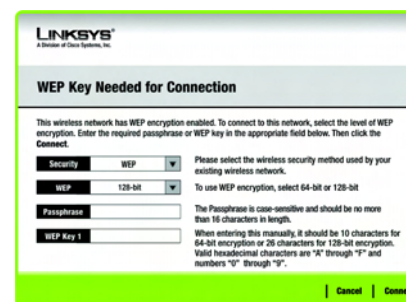 LINKSYS®
A Division of Cisco Systems, Inc.
WEP Key Needed for Connection
This wireless network has WEP encryption enabled. To connect to this network, select the level of WEP
encryption. Enter the required passphrase or WEP key in the appropriate field below. Then click the
Connect.
Security WEP Please select the wireless security method used by your
existing wireless network.
WEP 128-bit To use WEP encryption, select 64-bit or 128-bit
Passphrase The Passphrase is case-sensitive and should be no more
than 16 characters in length.
WEP Key 1 When entering this manually, it should be 10 characters for
64-bit encryption or 26 characters for 128-bit encryption.
Valid hexadecimal characters are "A" through "F" and
numbers "0" through "9".
Cancel Conne